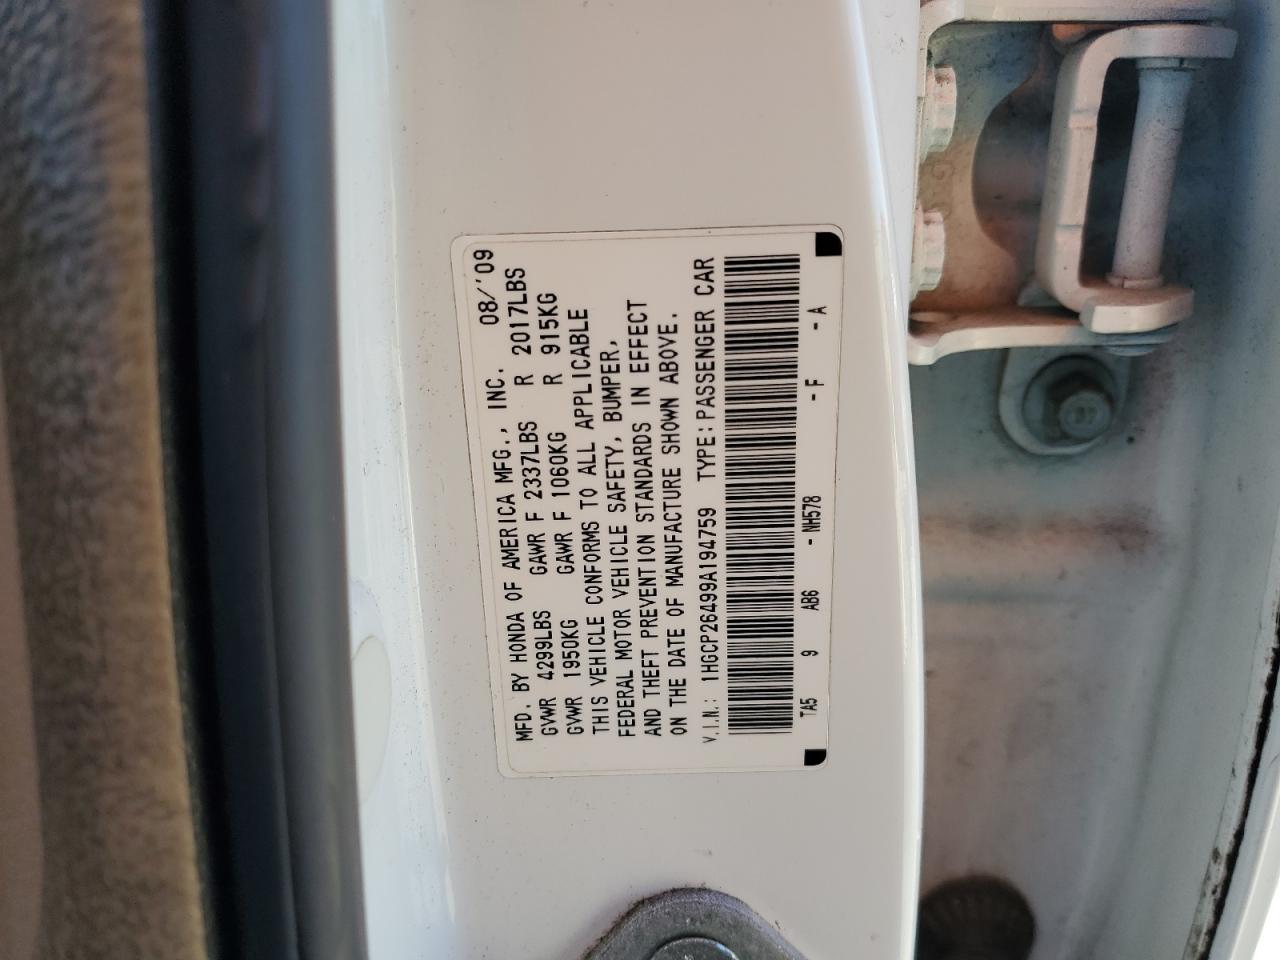 MFD. BY HONDA OF AMERICA MFG., INC. 08/'09
GVWR 4299LBS GAWR F 2337LBS R 2017LBS
GVWR 1950KG GAWR F 1060KG R 915KG
THIS VEHICLE CONFORMS TO ALL APPLICABLE
FEDERAL MOTOR VEHICLE SAFETY, BUMPER,
AND THEFT PREVENTION STANDARDS IN EFFECT
ON THE DATE OF MANUFACTURE SHOWN ABOVE.
V.I.N.: 1HGCP26499A194759 TYPE: PASSENGER CAR
TA5 9 AB6 - NH578 - F - A